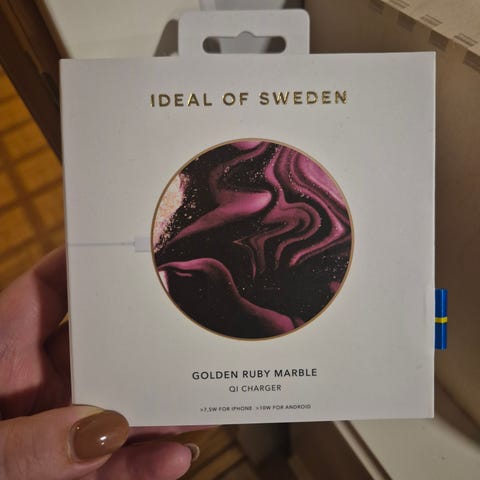 IDEAL OF SWEDEN
GOLDEN RUBY MARBLE
QI CHARGER
>7,5W FOR IPHONE >10W FOR ANDROID